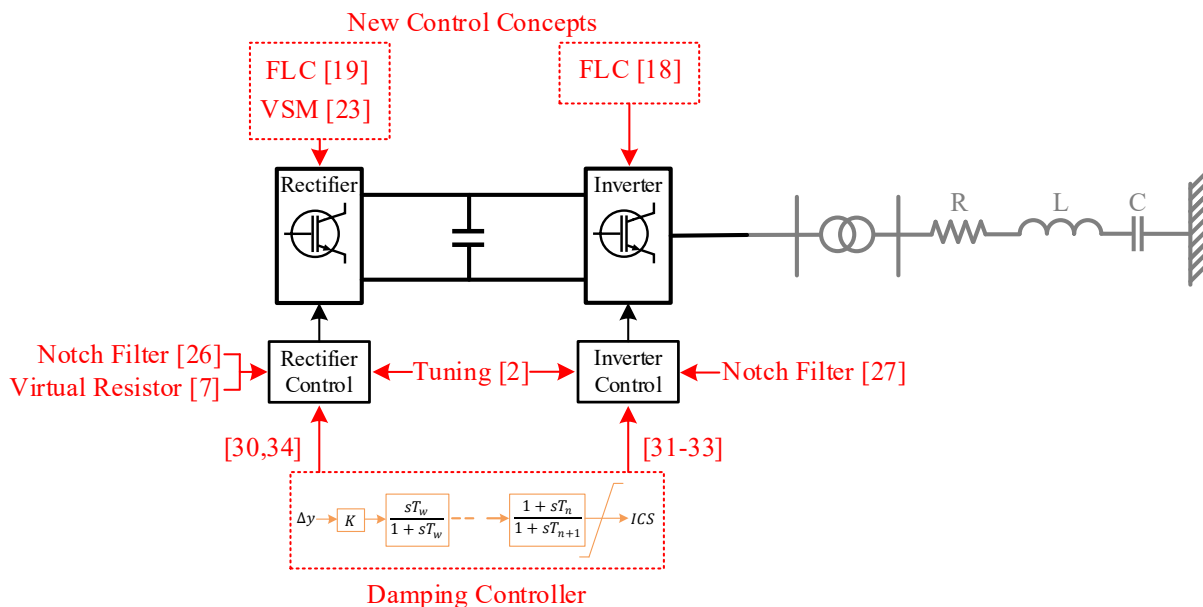 New Control Concepts
FLC [19]
VSM [23]
FLC [18]
Rectifier
Inverter
R
L
C
Notch Filter [26]
Virtual Resistor [7]
Rectifier
Control
Tuning [2]
Inverter
Control
Notch Filter [27]
[30,34]
[31-33]
Δy
K
sT_w
1 + sT_w
1 + sT_n
1 + sT_{n+1}
ICS
Damping Controller